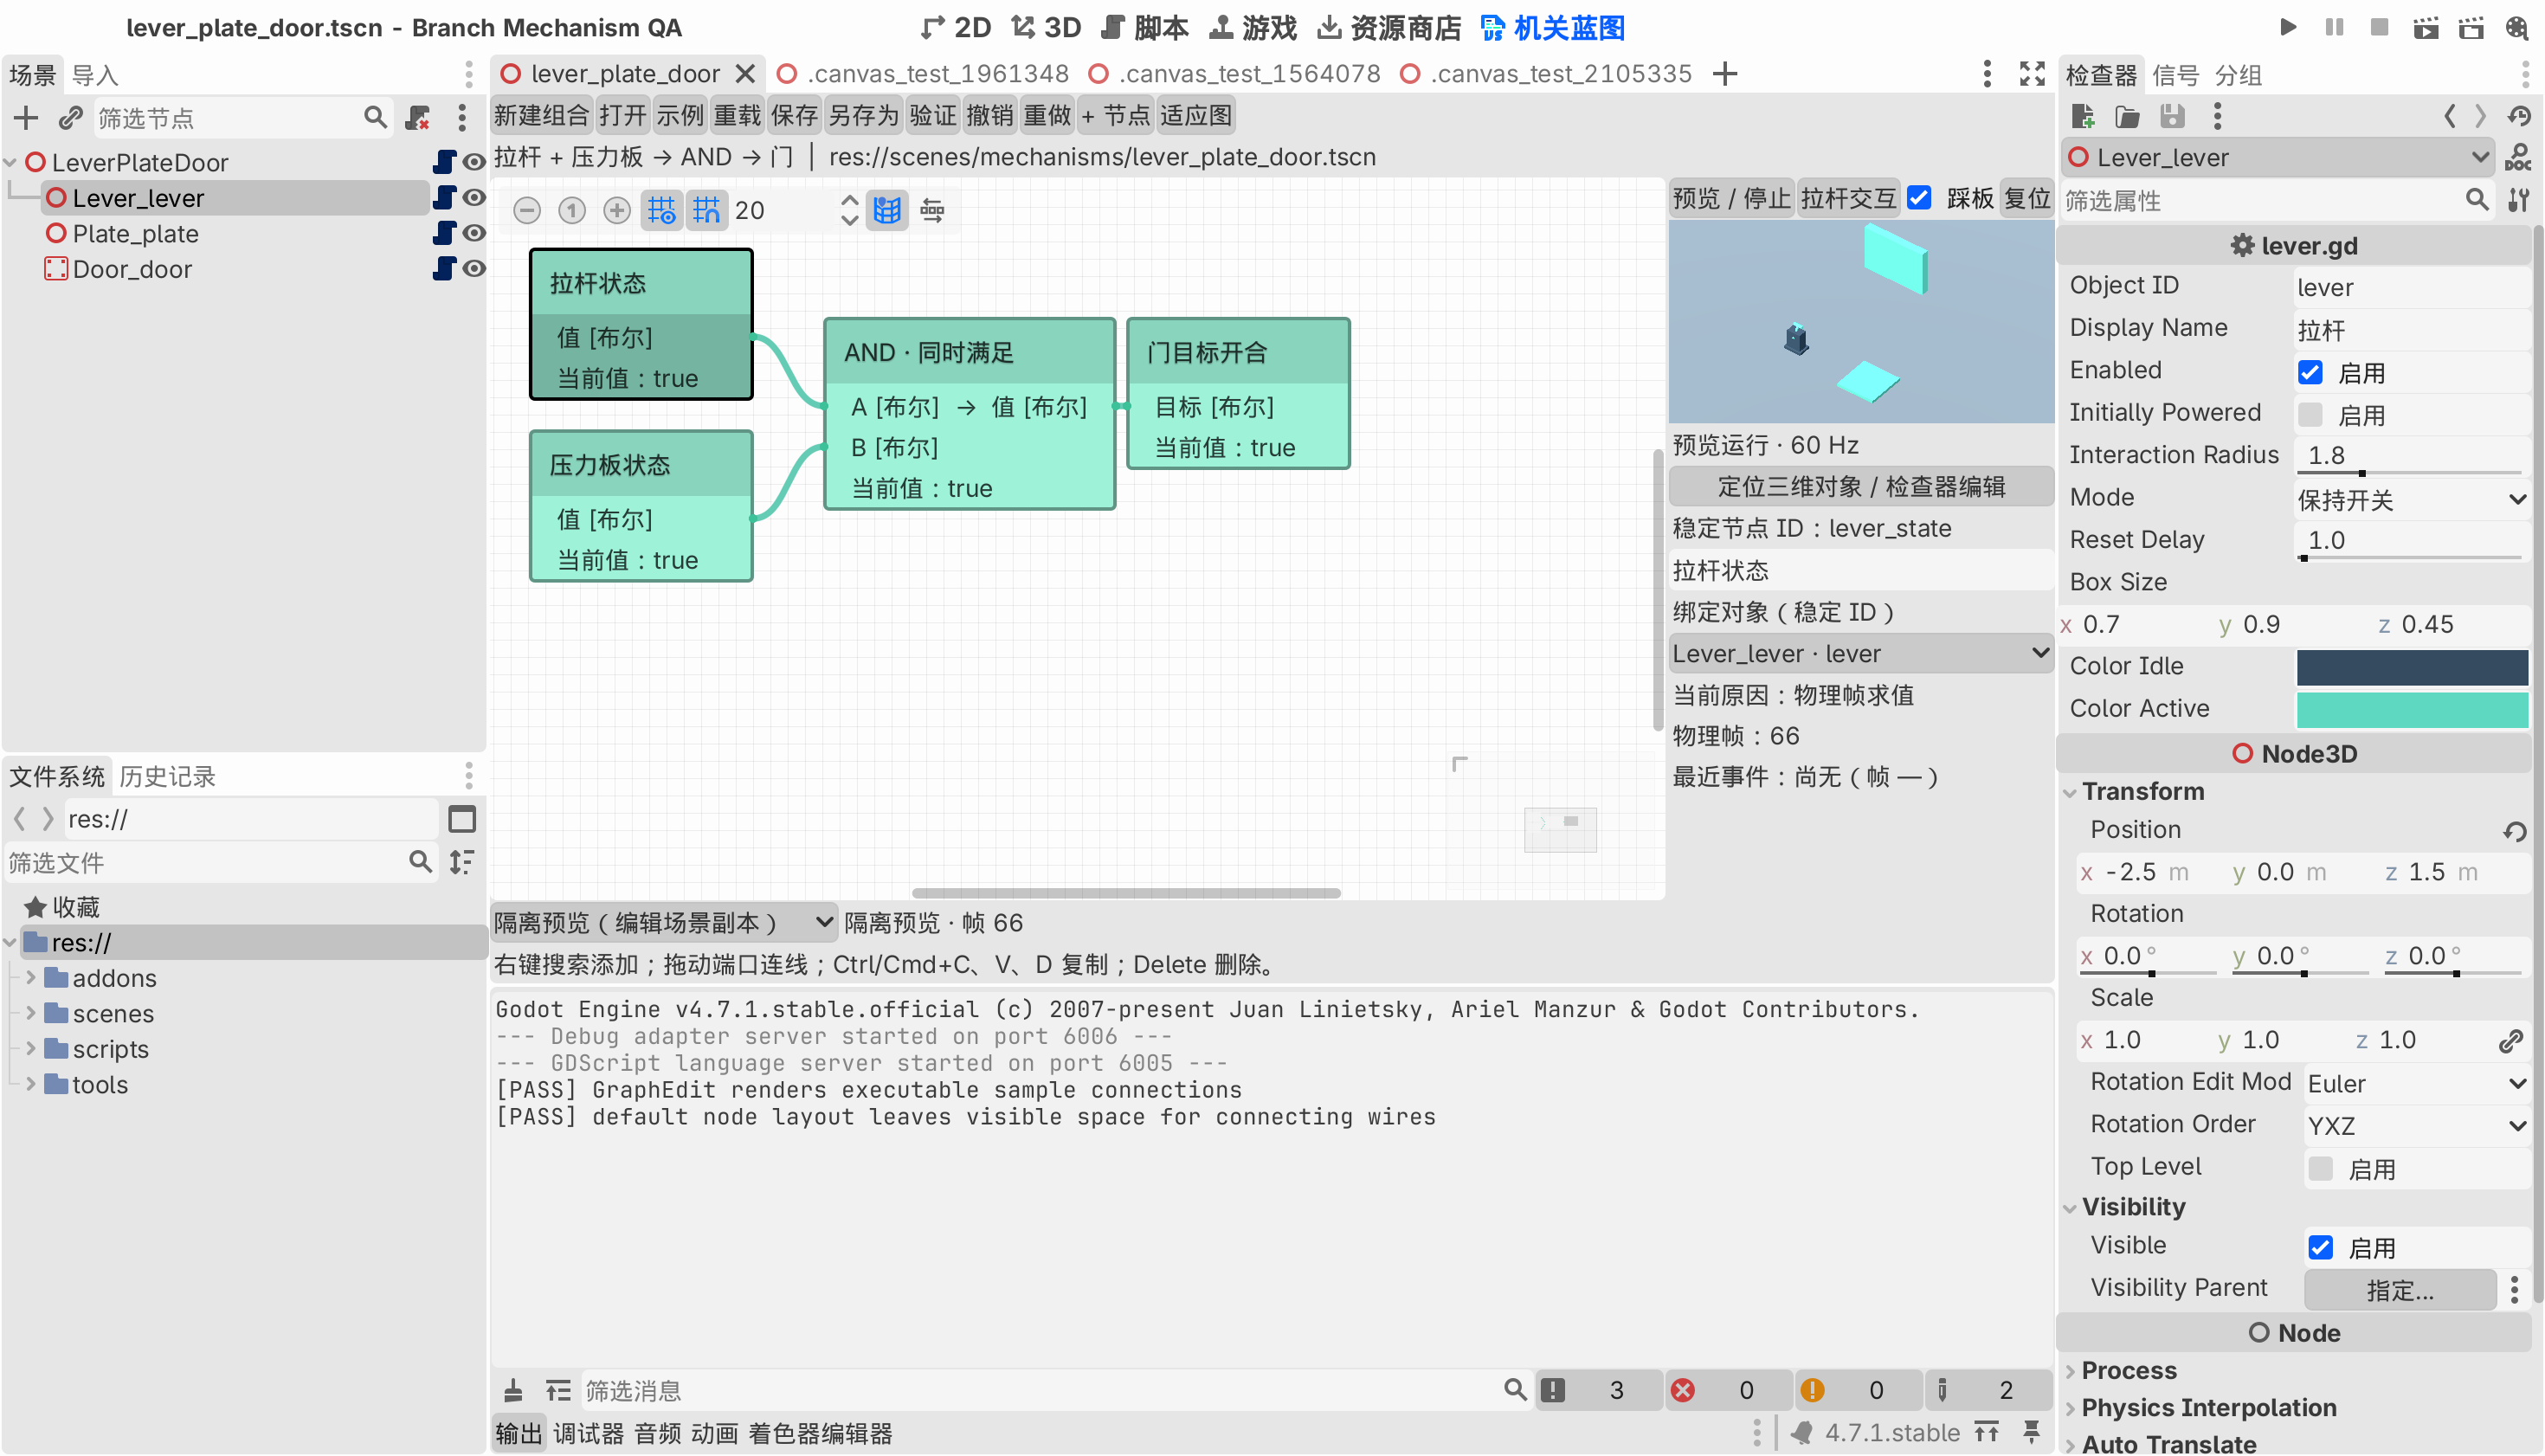 lever_plate_door.tscn - Branch Mechanism QA
2D 3D 脚本 游戏 资源商店 机关蓝图
场景 导入
筛选节点
LeverPlateDoor
Lever_lever
Plate_plate
Door_door
文件系统 历史记录
res://
筛选文件
收藏
res://
addons
scenes
scripts
tools
lever_plate_door .canvas_test_1961348 .canvas_test_1564078 .canvas_test_2105335
新建组合 打开 示例 重载 保存 另存为 验证 撤销 重做 + 节点 适应图
拉杆 + 压力板 → AND → 门 | res://scenes/mechanisms/lever_plate_door.tscn
20
拉杆状态
值 [布尔]
当前值：true
压力板状态
值 [布尔]
当前值：true
AND · 同时满足
A [布尔] → 值 [布尔]
B [布尔]
当前值：true
门目标开合
目标 [布尔]
当前值：true
预览 / 停止 拉杆交互 踩板 复位
预览运行 · 60 Hz
定位三维对象 / 检查器编辑
稳定节点 ID：lever_state
拉杆状态
绑定对象（稳定 ID）
Lever_lever · lever
当前原因：物理帧求值
物理帧：66
最近事件：尚无（帧 —）
隔离预览（编辑场景副本） 隔离预览 · 帧 66
右键搜索添加；拖动端口连线；Ctrl/Cmd+C、V、D 复制；Delete 删除。
Godot Engine v4.7.1.stable.official (c) 2007-present Juan Linietsky, Ariel Manzur & Godot Contributors.
--- Debug adapter server started on port 6006 ---
--- GDScript language server started on port 6005 ---
[PASS] GraphEdit renders executable sample connections
[PASS] default node layout leaves visible space for connecting wires
筛选消息 3 0 0 2
输出 调试器 音频 动画 着色器编辑器 4.7.1.stable
检查器 信号 分组
Lever_lever
筛选属性
lever.gd
Object ID lever
Display Name 拉杆
Enabled 启用
Initially Powered 启用
Interaction Radius 1.8
Mode 保持开关
Reset Delay 1.0
Box Size
x 0.7 y 0.9 z 0.45
Color Idle
Color Active
Node3D
Transform
Position
x -2.5 m y 0.0 m z 1.5 m
Rotation
x 0.0 ° y 0.0 ° z 0.0 °
Scale
x 1.0 y 1.0 z 1.0
Rotation Edit Mod Euler
Rotation Order YXZ
Top Level 启用
Visibility
Visible 启用
Visibility Parent 指定...
Node
Process
Physics Interpolation
Auto Translate